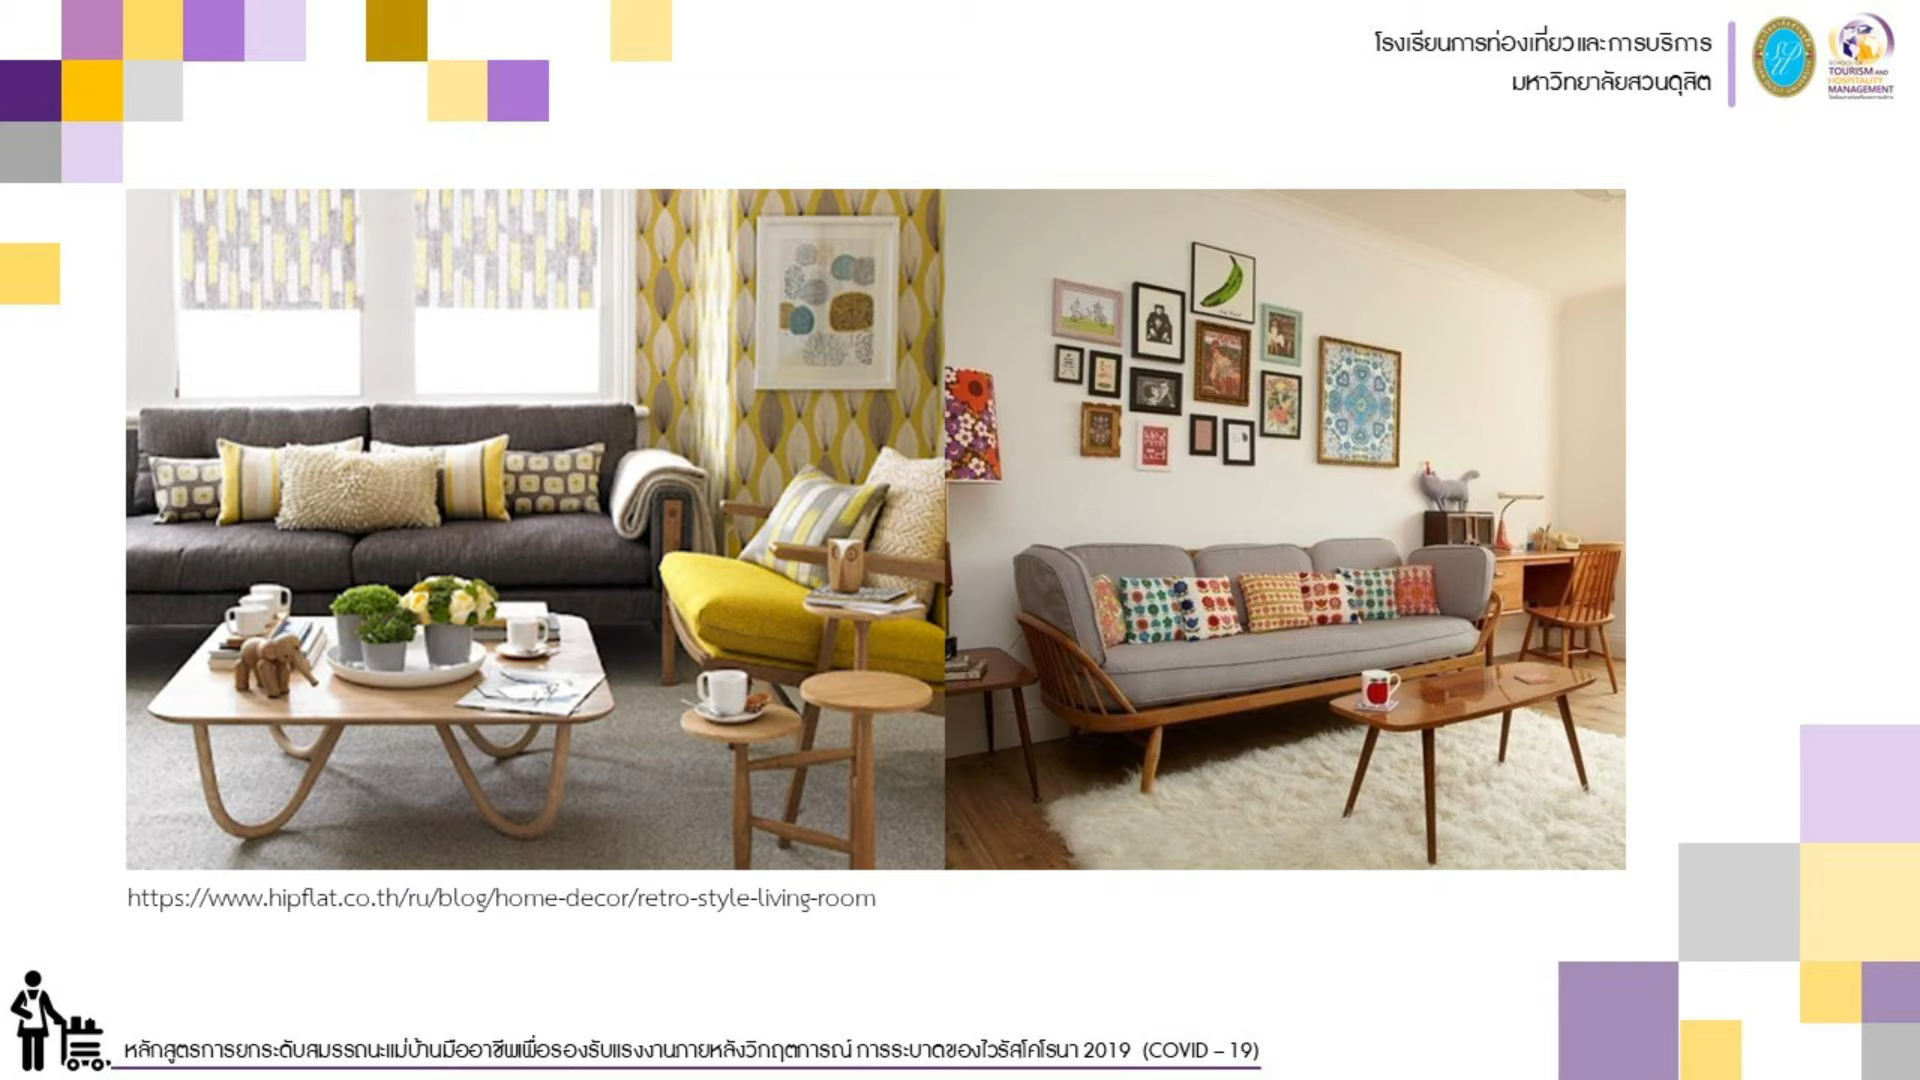 โรงเรียนการท่องเที่ยวและการบริการ
มหาวิทยาลัยสวนดุสิต
SCHOOL OF
TOURISM AND
HOSPITALITY
MANAGEMENT
https://www.hipflat.co.th/ru/blog/home-decor/retro-style-living-room
หลักสูตรการยกระดับสมรรถนะแม่บ้านมืออาชีพเพื่อรองรับแรงงานภายหลังวิกฤตการณ์ การระบาดของไวรัสโคโรนา 2019 (COVID – 19)